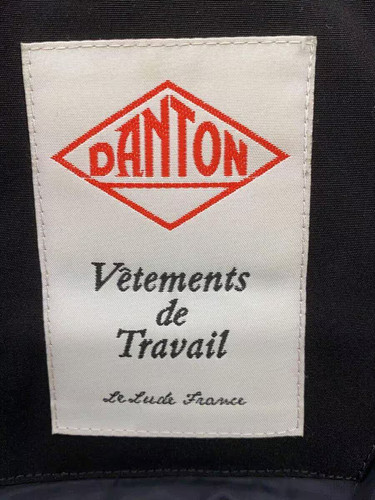 DANTON
Vêtements
de
Travail
Le Lude France